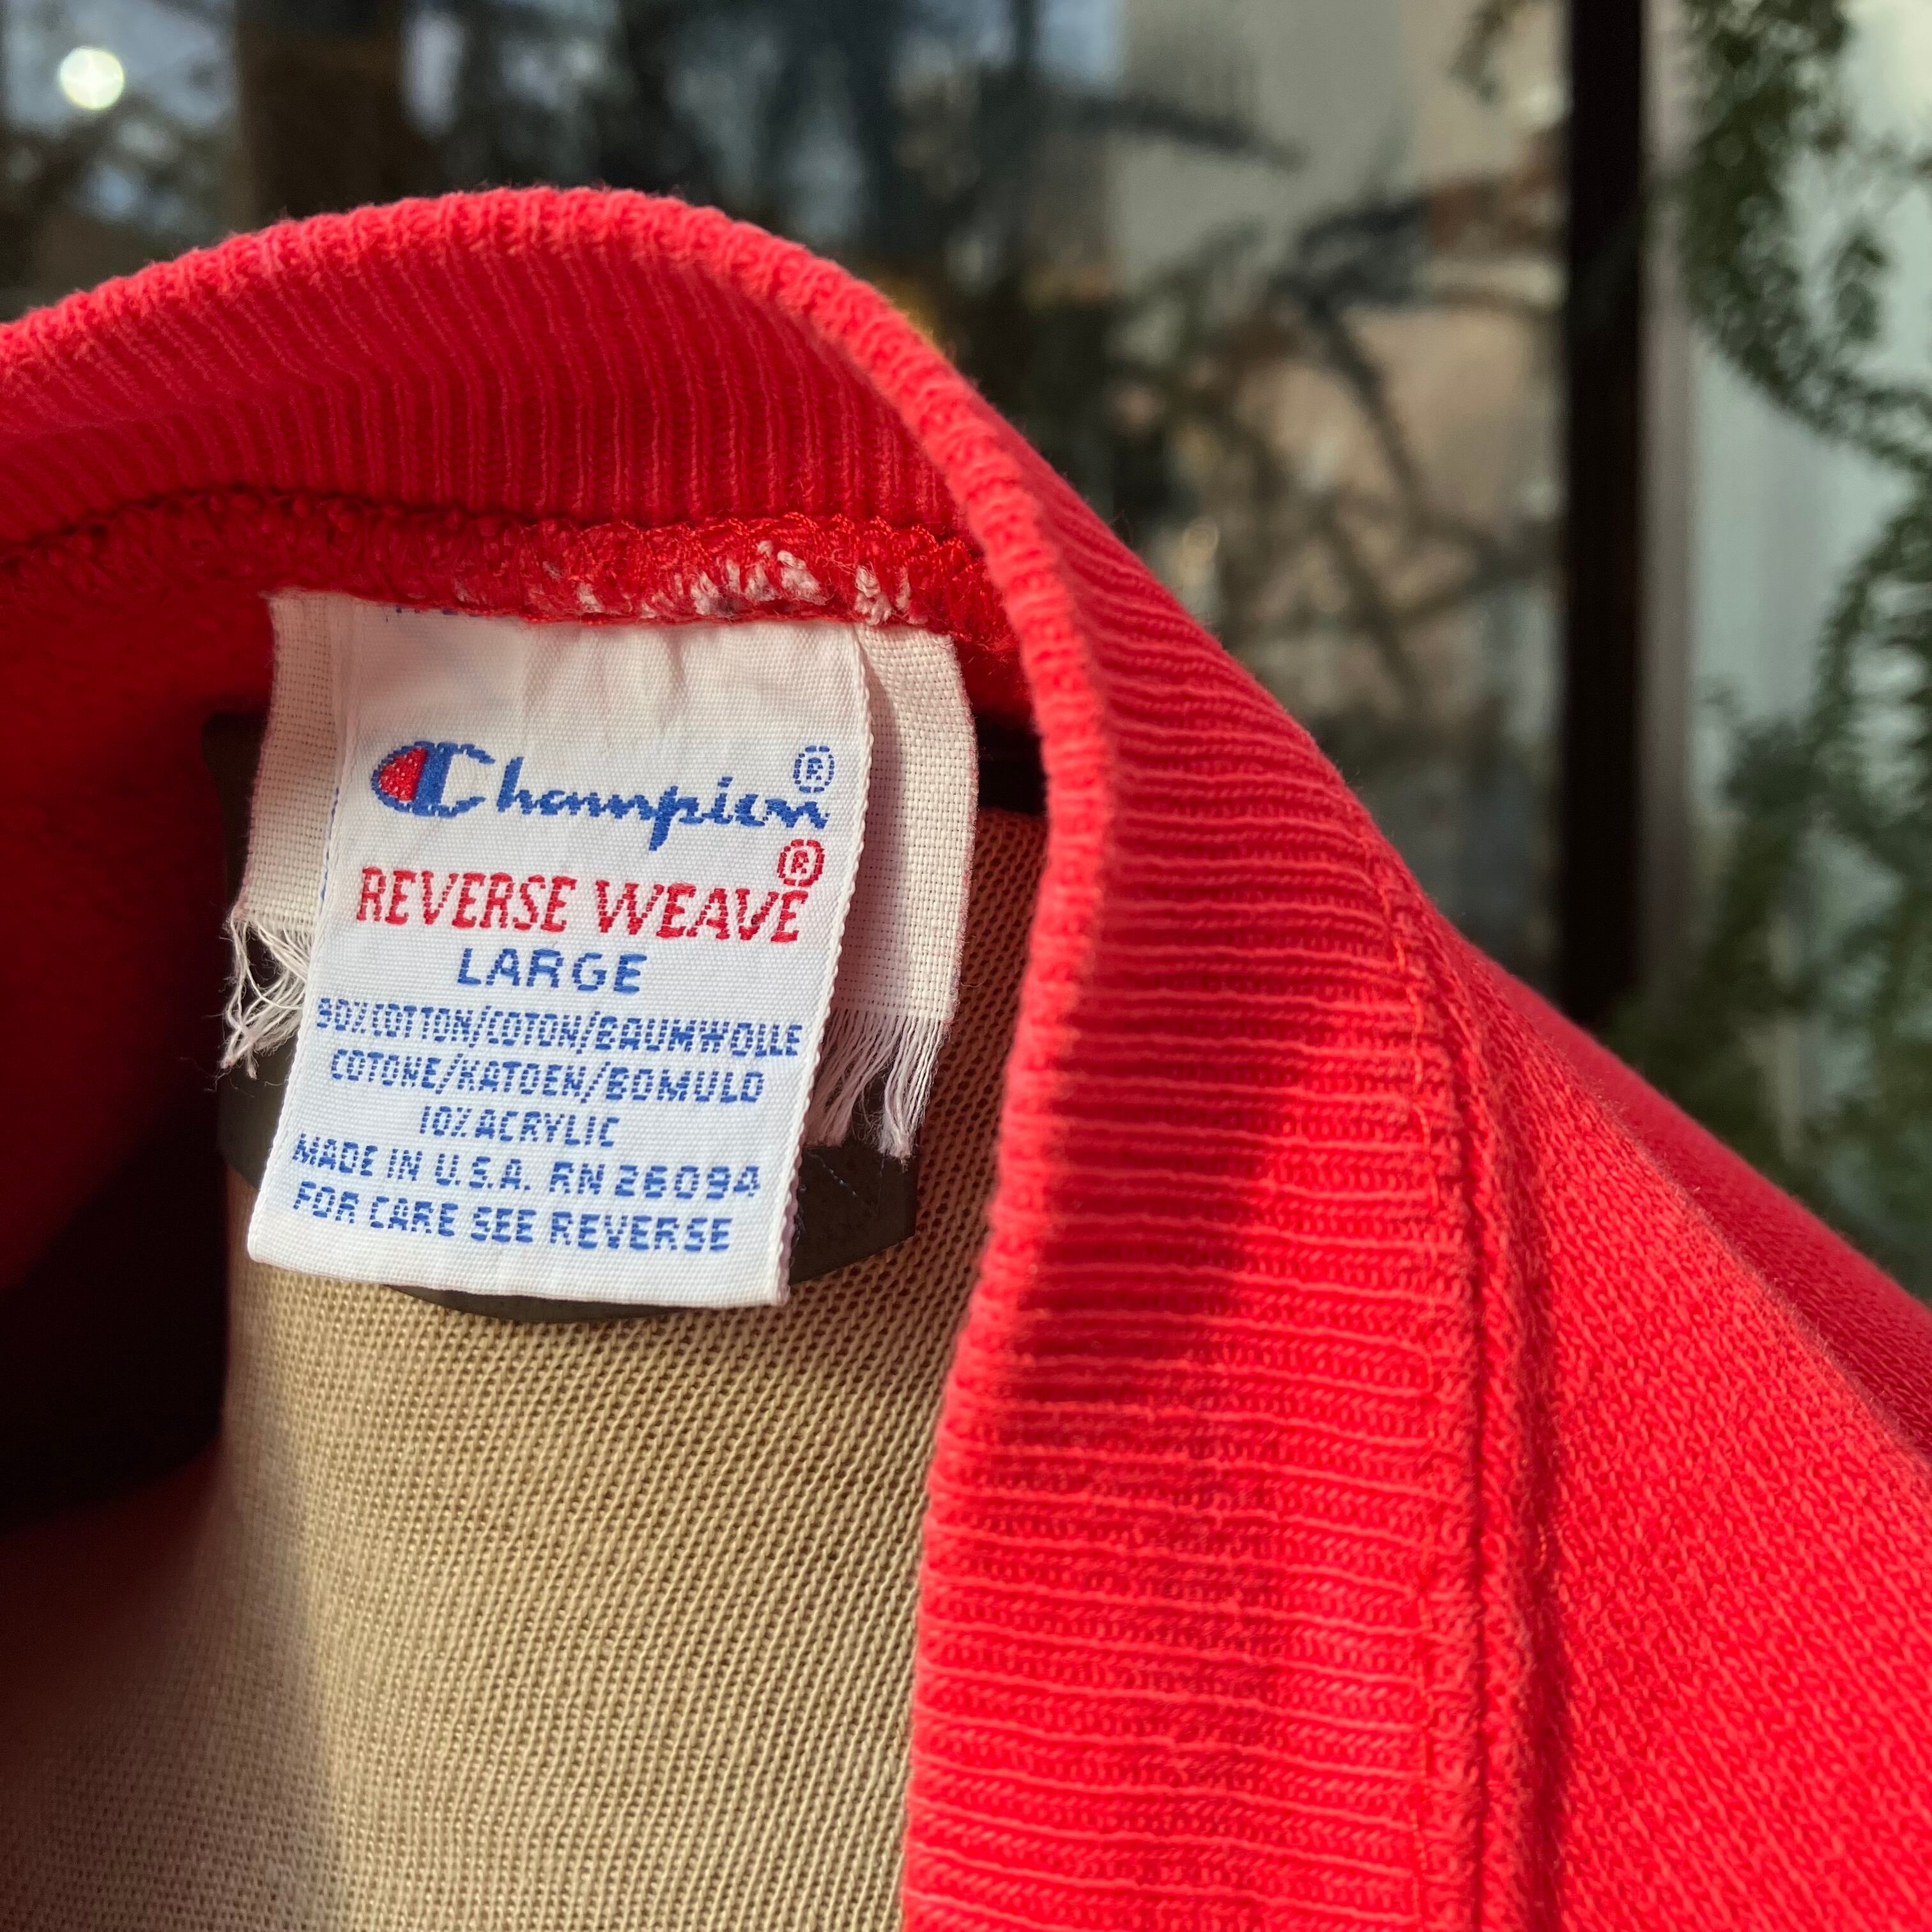 Champion®
REVERSE WEAVE®
LARGE
90% COTTON/COTON/BAUMWOLLE
COTONE/KATOEN/BOMULD
10% ACRYLIC
MADE IN U.S.A. RN 26094
FOR CARE SEE REVERSE